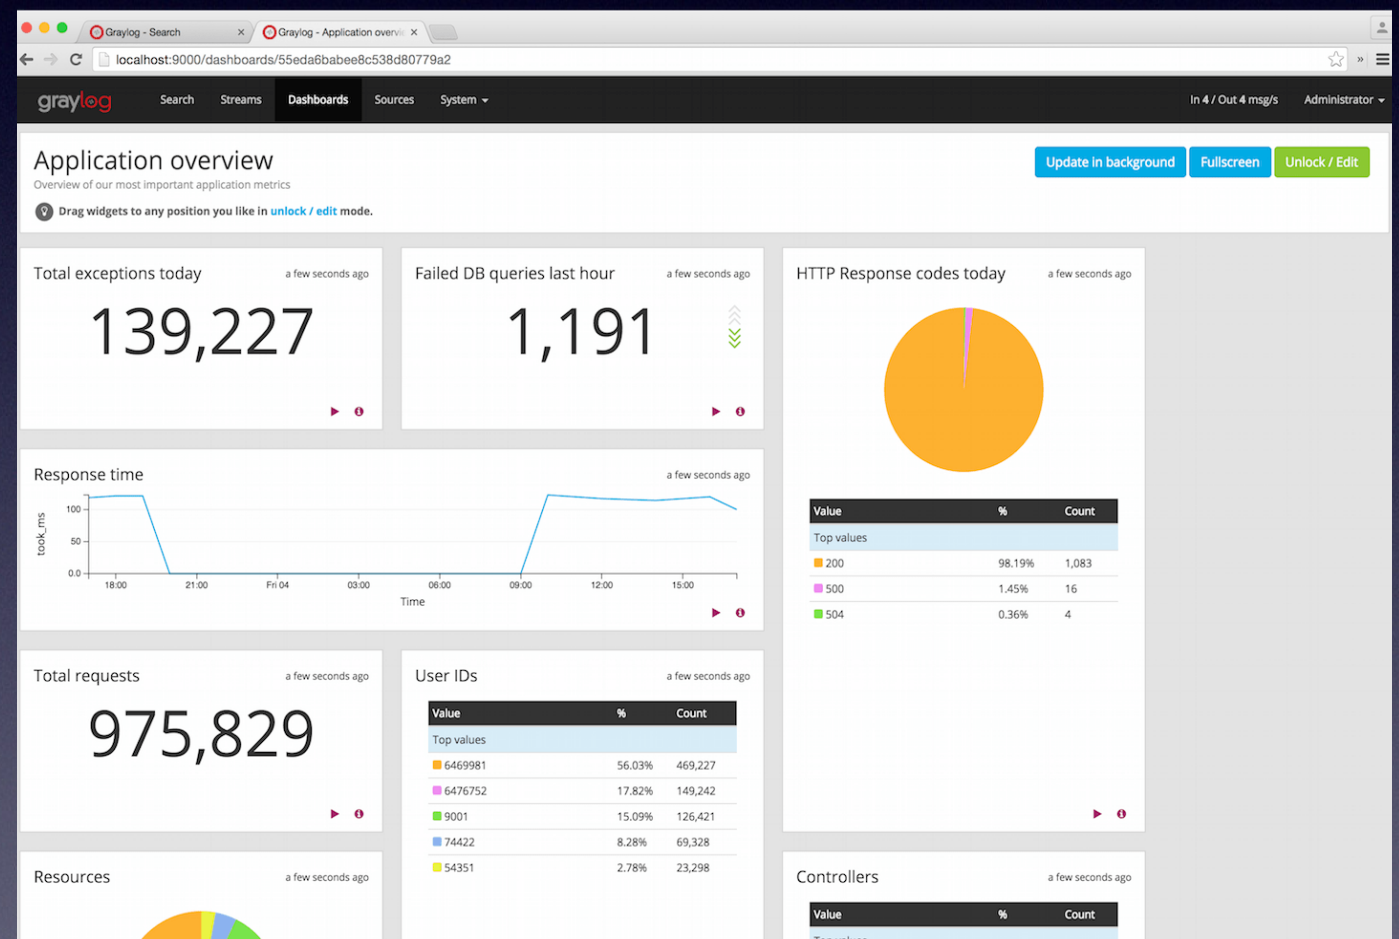 Graylog - Search
Graylog - Application overvi
localhost:9000/dashboards/55eda6babee8c538d80779a2
graylog
Search Streams Dashboards Sources System
In 4 / Out 4 msg/s Administrator
Application overview
Overview of our most important application metrics
Drag widgets to any position you like in unlock / edit mode.
Update in background Fullscreen Unlock / Edit
Total exceptions today a few seconds ago
139,227
Failed DB queries last hour a few seconds ago
1,191
HTTP Response codes today a few seconds ago
Value % Count
Top values
200 98.19% 1,083
500 1.45% 16
504 0.36% 4
Response time a few seconds ago
took_ms
100
50
0.0
18:00 21:00 Fri 04 03:00 06:00 09:00 12:00 15:00
Time
Total requests a few seconds ago
975,829
User IDs a few seconds ago
Value % Count
Top values
6469981 56.03% 469,227
6476752 17.82% 149,242
9001 15.09% 126,421
74422 8.28% 69,328
54351 2.78% 23,298
Resources a few seconds ago
Controllers a few seconds ago
Value % Count
Top values